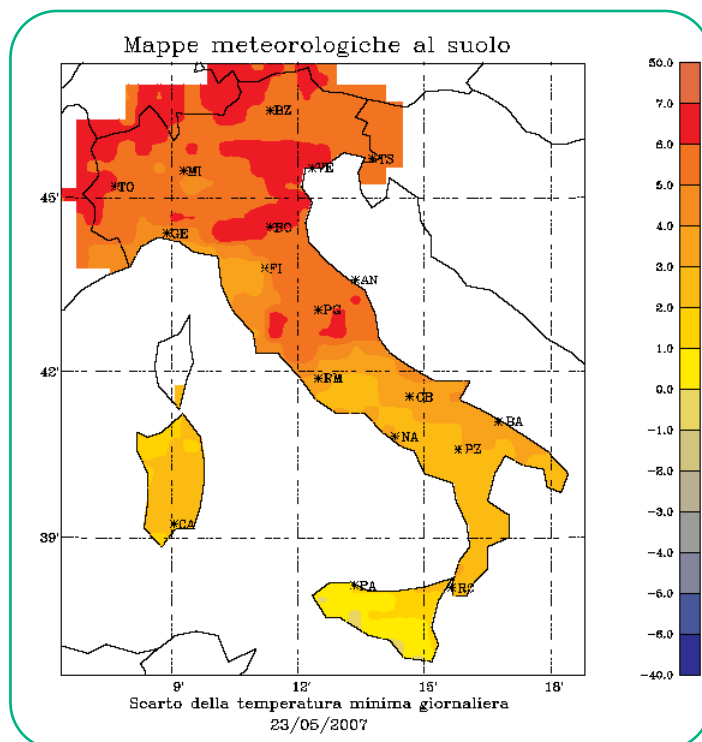 Mappe meteorologiche al suolo
50.0
7.0
6.0
5.0
4.0
3.0
2.0
1.0
0.0
-1.0
-2.0
-3.0
-4.0
-5.0
-6.0
-40.0
*BZ
*MI
*VE
*TS
*TO
45'
*GE
*BO
*FI
*AN
*PG
42'
*RM
*CB
*BA
*NA
*PZ
39'
*CA
*PA
*RC
9' 12' 15' 18'
Scarto della temperatura minima giornaliera
23/05/2007